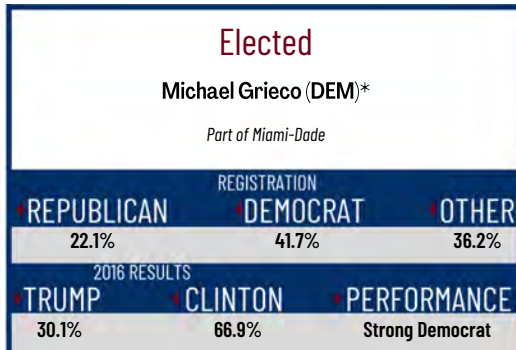 Elected
Michael Grieco (DEM)*
Part of Miami-Dade
REGISTRATION
REPUBLICAN DEMOCRAT OTHER
22.1% 41.7% 36.2%
2016 RESULTS
TRUMP CLINTON PERFORMANCE
30.1% 66.9% Strong Democrat